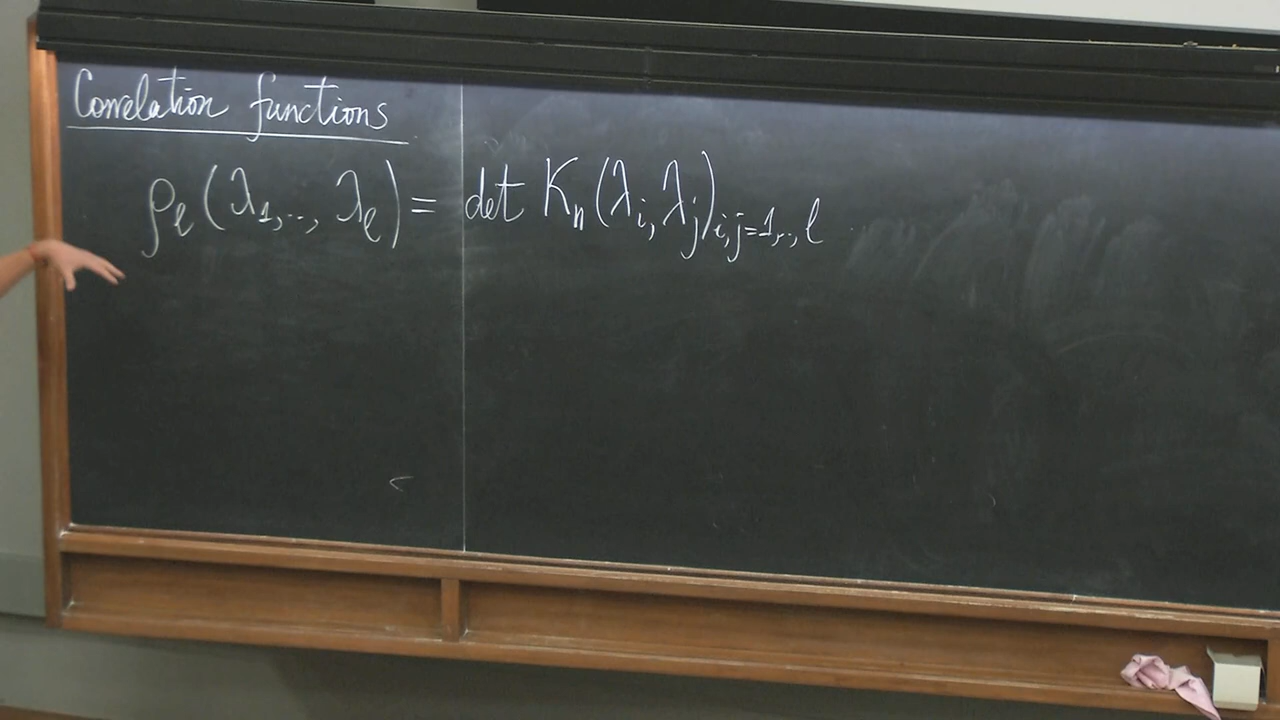 Correlation functions
ρ_ℓ(λ_1,..., λ_ℓ) = det K_n(λ_i, λ_j)_{i,j=1,..,ℓ}